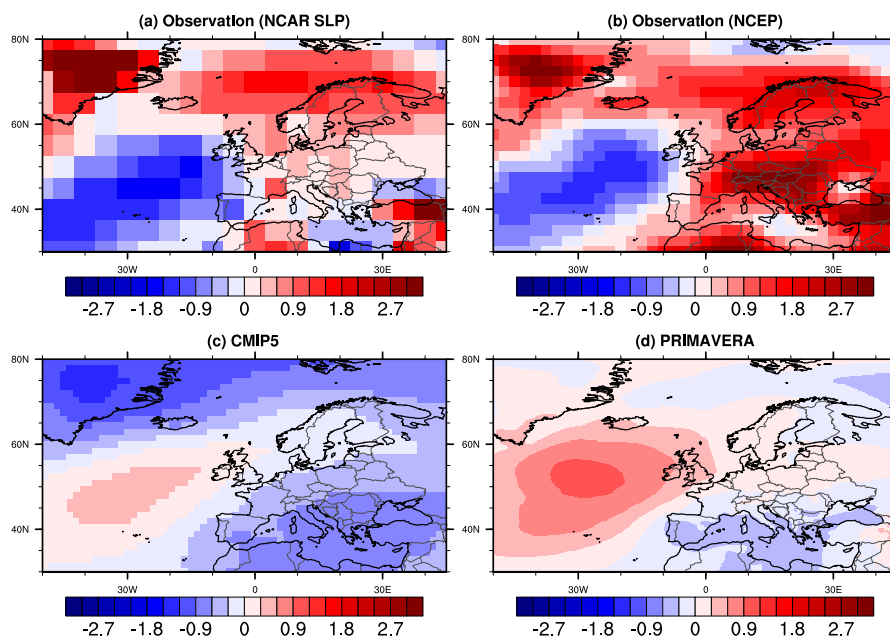 (a) Observation (NCAR SLP)
(b) Observation (NCEP)
80N
60N
40N
30W 0 30E
-2.7 -1.8 -0.9 0 0.9 1.8 2.7
80N
60N
40N
30W 0 30E
-2.7 -1.8 -0.9 0 0.9 1.8 2.7
(c) CMIP5
(d) PRIMAVERA
80N
60N
40N
30W 0 30E
-2.7 -1.8 -0.9 0 0.9 1.8 2.7
80N
60N
40N
30W 0 30E
-2.7 -1.8 -0.9 0 0.9 1.8 2.7